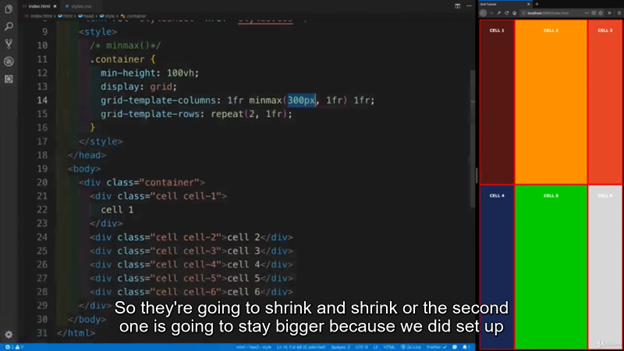 index.html
styles.css
index.html > html > head > style > .container
9 <style>
10 /* minmax()*/
11 .container {
12 min-height: 100vh;
13 display: grid;
14 grid-template-columns: 1fr minmax(300px, 1fr) 1fr;
15 grid-template-rows: repeat(2, 1fr);
16 }
17 </style>
18 </head>
19 <body>
20 <div class="container">
21 <div class="cell cell-1">
22 cell 1
23 </div>
24 <div class="cell cell-2">cell 2</div>
25 <div class="cell cell-3">cell 3</div>
26 <div class="cell cell-4">cell 4</div>
27 <div class="cell cell-5">cell 5</div>
28 <div class="cell cell-6">cell 6</div>
29 </div>
30 </body>
31 </html>
CELL 1
CELL 2
CELL 3
CELL 4
CELL 5
So they're going to shrink and shrink or the second
one is going to stay bigger because we did set up